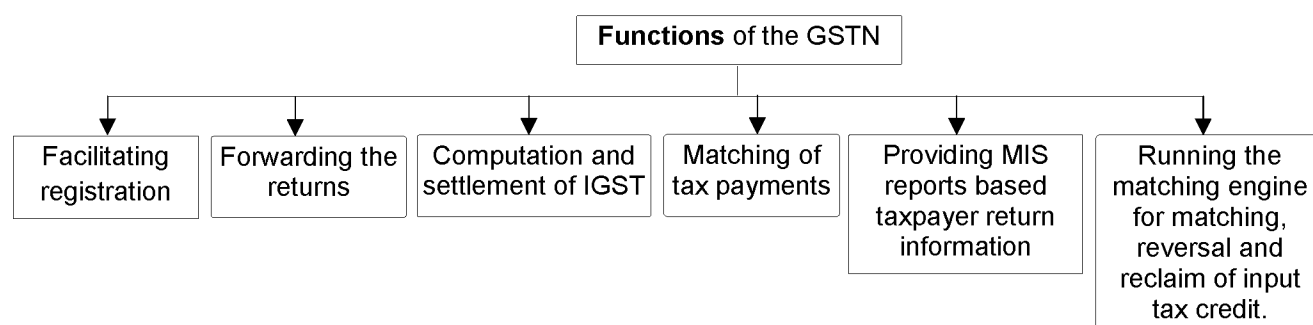 Functions of the GSTN
Facilitating
registration
Forwarding the
returns
Computation and
settlement of IGST
Matching of
tax payments
Providing MIS
reports based
taxpayer return
information
Running the
matching engine
for matching,
reversal and
reclaim of input
tax credit.